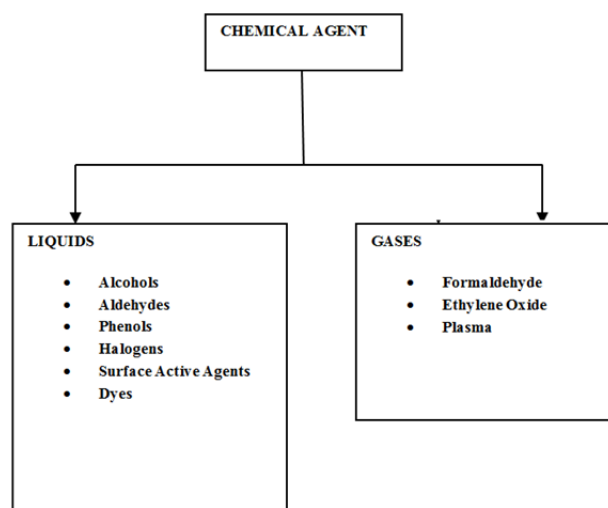 CHEMICAL AGENT
LIQUIDS
• Alcohols
• Aldehydes
• Phenols
• Halogens
• Surface Active Agents
• Dyes
GASES
• Formaldehyde
• Ethylene Oxide
• Plasma